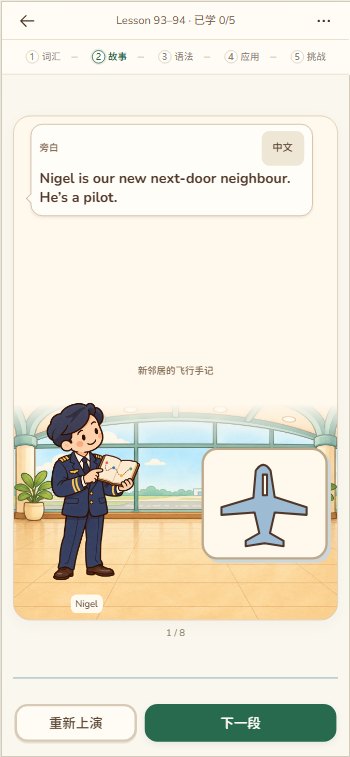 Lesson 93–94 · 已学 0/5
1 词汇 – 2 故事 – 3 语法 – 4 应用 – 5 挑战
旁白
中文
Nigel is our new next-door neighbour.
He's a pilot.
新邻居的飞行手记
Nigel
1 / 8
重新上演
下一段